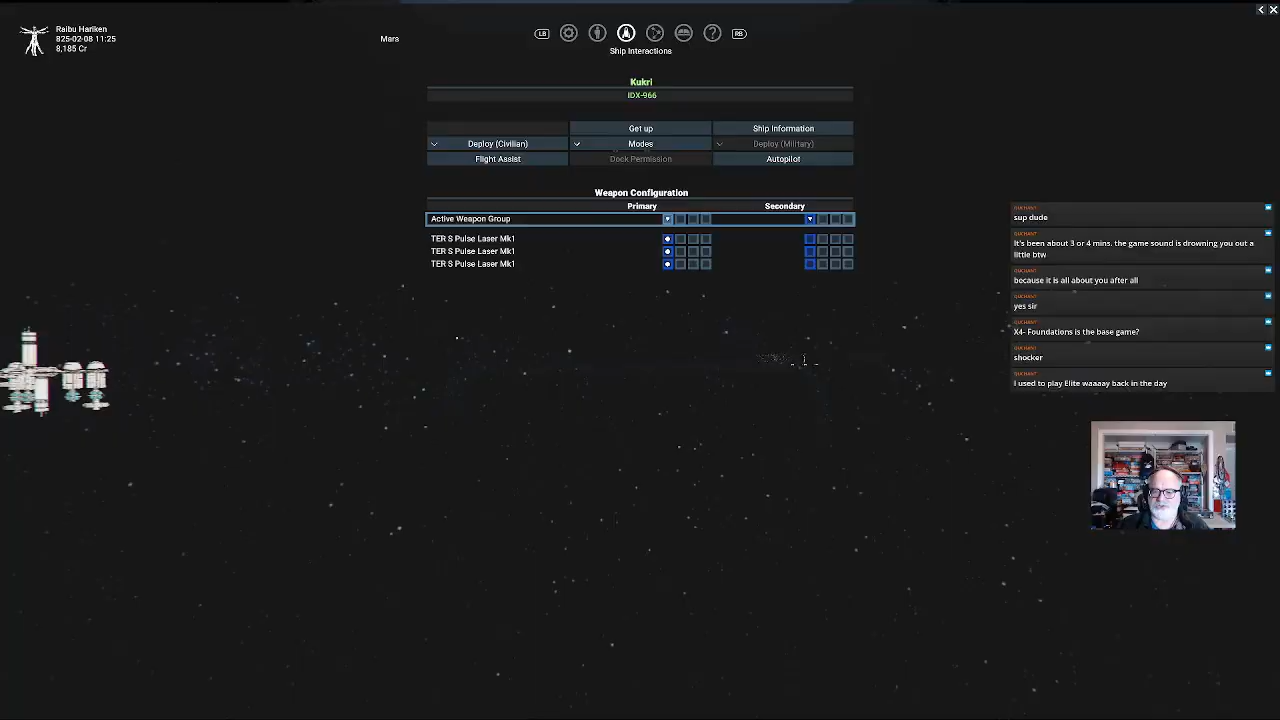 Raibu Hariken
825-02-08 11:25
8,185 Cr
Mars
LB
?
RB
Ship Interactions
Kukri
IDX-966
Get up
Ship Information
Deploy (Civilian)
Modes
Deploy (Military)
Flight Assist
Dock Permission
Autopilot
Weapon Configuration
Primary
Secondary
Active Weapon Group
TER S Pulse Laser Mk1
TER S Pulse Laser Mk1
TER S Pulse Laser Mk1
sup dude
It's been about 3 or 4 mins. the game sound is drowning you out a
little btw
because it is all about you after all
yes sir
X4- Foundations is the base game?
shocker
I used to play Elite waaaay back in the day